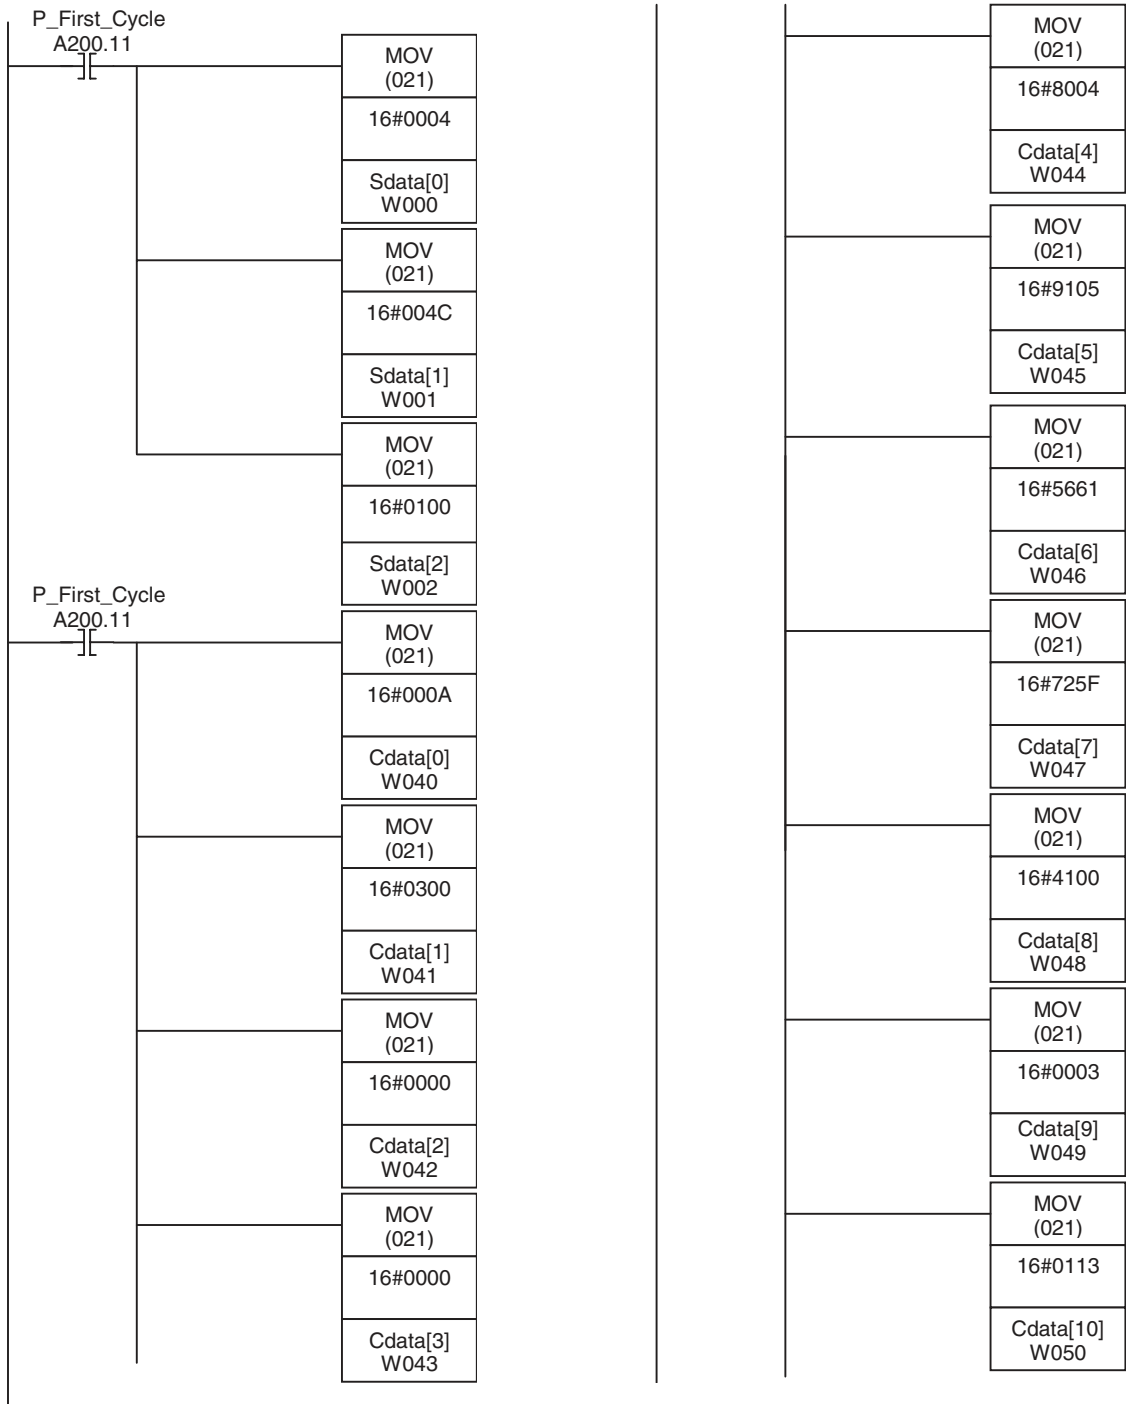 P_First_Cycle
A200.11
MOV
(021)
16#0004
Sdata[0]
W000
MOV
(021)
16#004C
Sdata[1]
W001
MOV
(021)
16#0100
Sdata[2]
W002
P_First_Cycle
A200.11
MOV
(021)
16#000A
Cdata[0]
W040
MOV
(021)
16#0300
Cdata[1]
W041
MOV
(021)
16#0000
Cdata[2]
W042
MOV
(021)
16#0000
Cdata[3]
W043
MOV
(021)
16#8004
Cdata[4]
W044
MOV
(021)
16#9105
Cdata[5]
W045
MOV
(021)
16#5661
Cdata[6]
W046
MOV
(021)
16#725F
Cdata[7]
W047
MOV
(021)
16#4100
Cdata[8]
W048
MOV
(021)
16#0003
Cdata[9]
W049
MOV
(021)
16#0113
Cdata[10]
W050